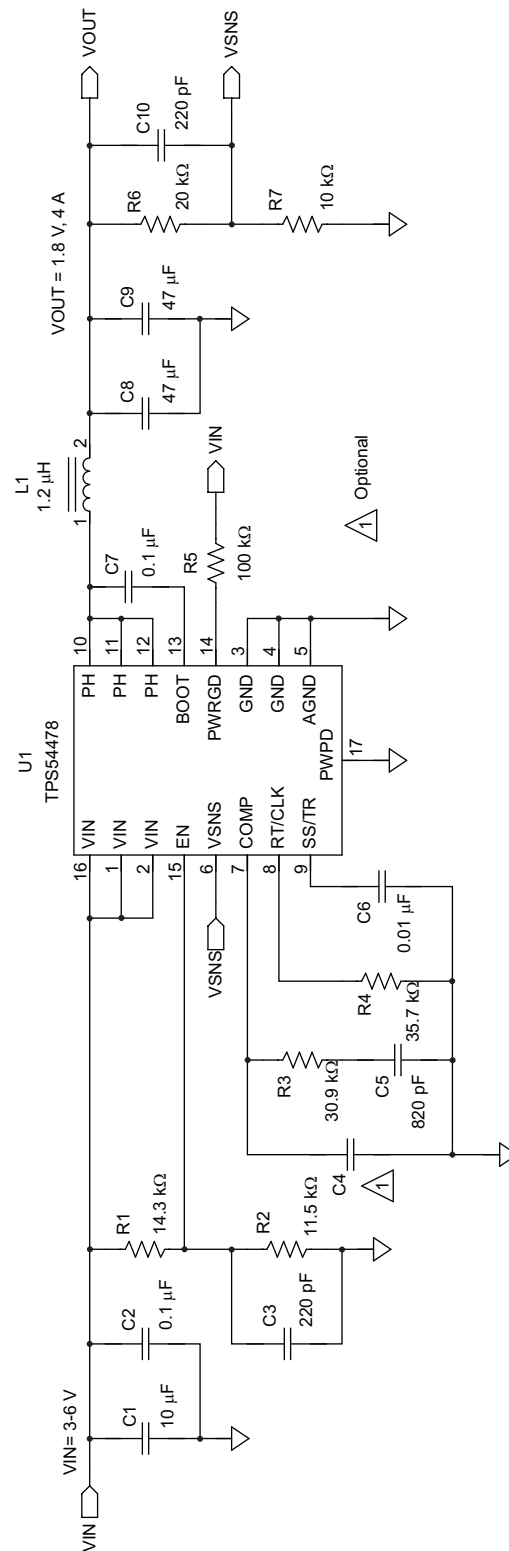 VIN
VIN= 3-6 V
C1
10 µF
C2
0.1 µF
R1
14.3 kΩ
C3
220 pF
R2
11.5 kΩ
C4
1
R3
30.9 kΩ
C5
820 pF
R4
35.7 kΩ
C6
0.01 µF
VSNS
U1
TPS54478
16
VIN
1
VIN
2
VIN
15
EN
6
VSNS
7
COMP
8
RT/CLK
9
SS/TR
PH
10
PH
11
PH
12
BOOT
13
PWRGD
14
GND
3
GND
4
AGND
5
PWPD
17
C7
0.1 µF
R5
100 kΩ
VIN
1
Optional
L1
1.2 µH
1
2
C8
47 µF
C9
47 µF
VOUT = 1.8 V, 4 A
R6
20 kΩ
C10
220 pF
R7
10 kΩ
VOUT
VSNS